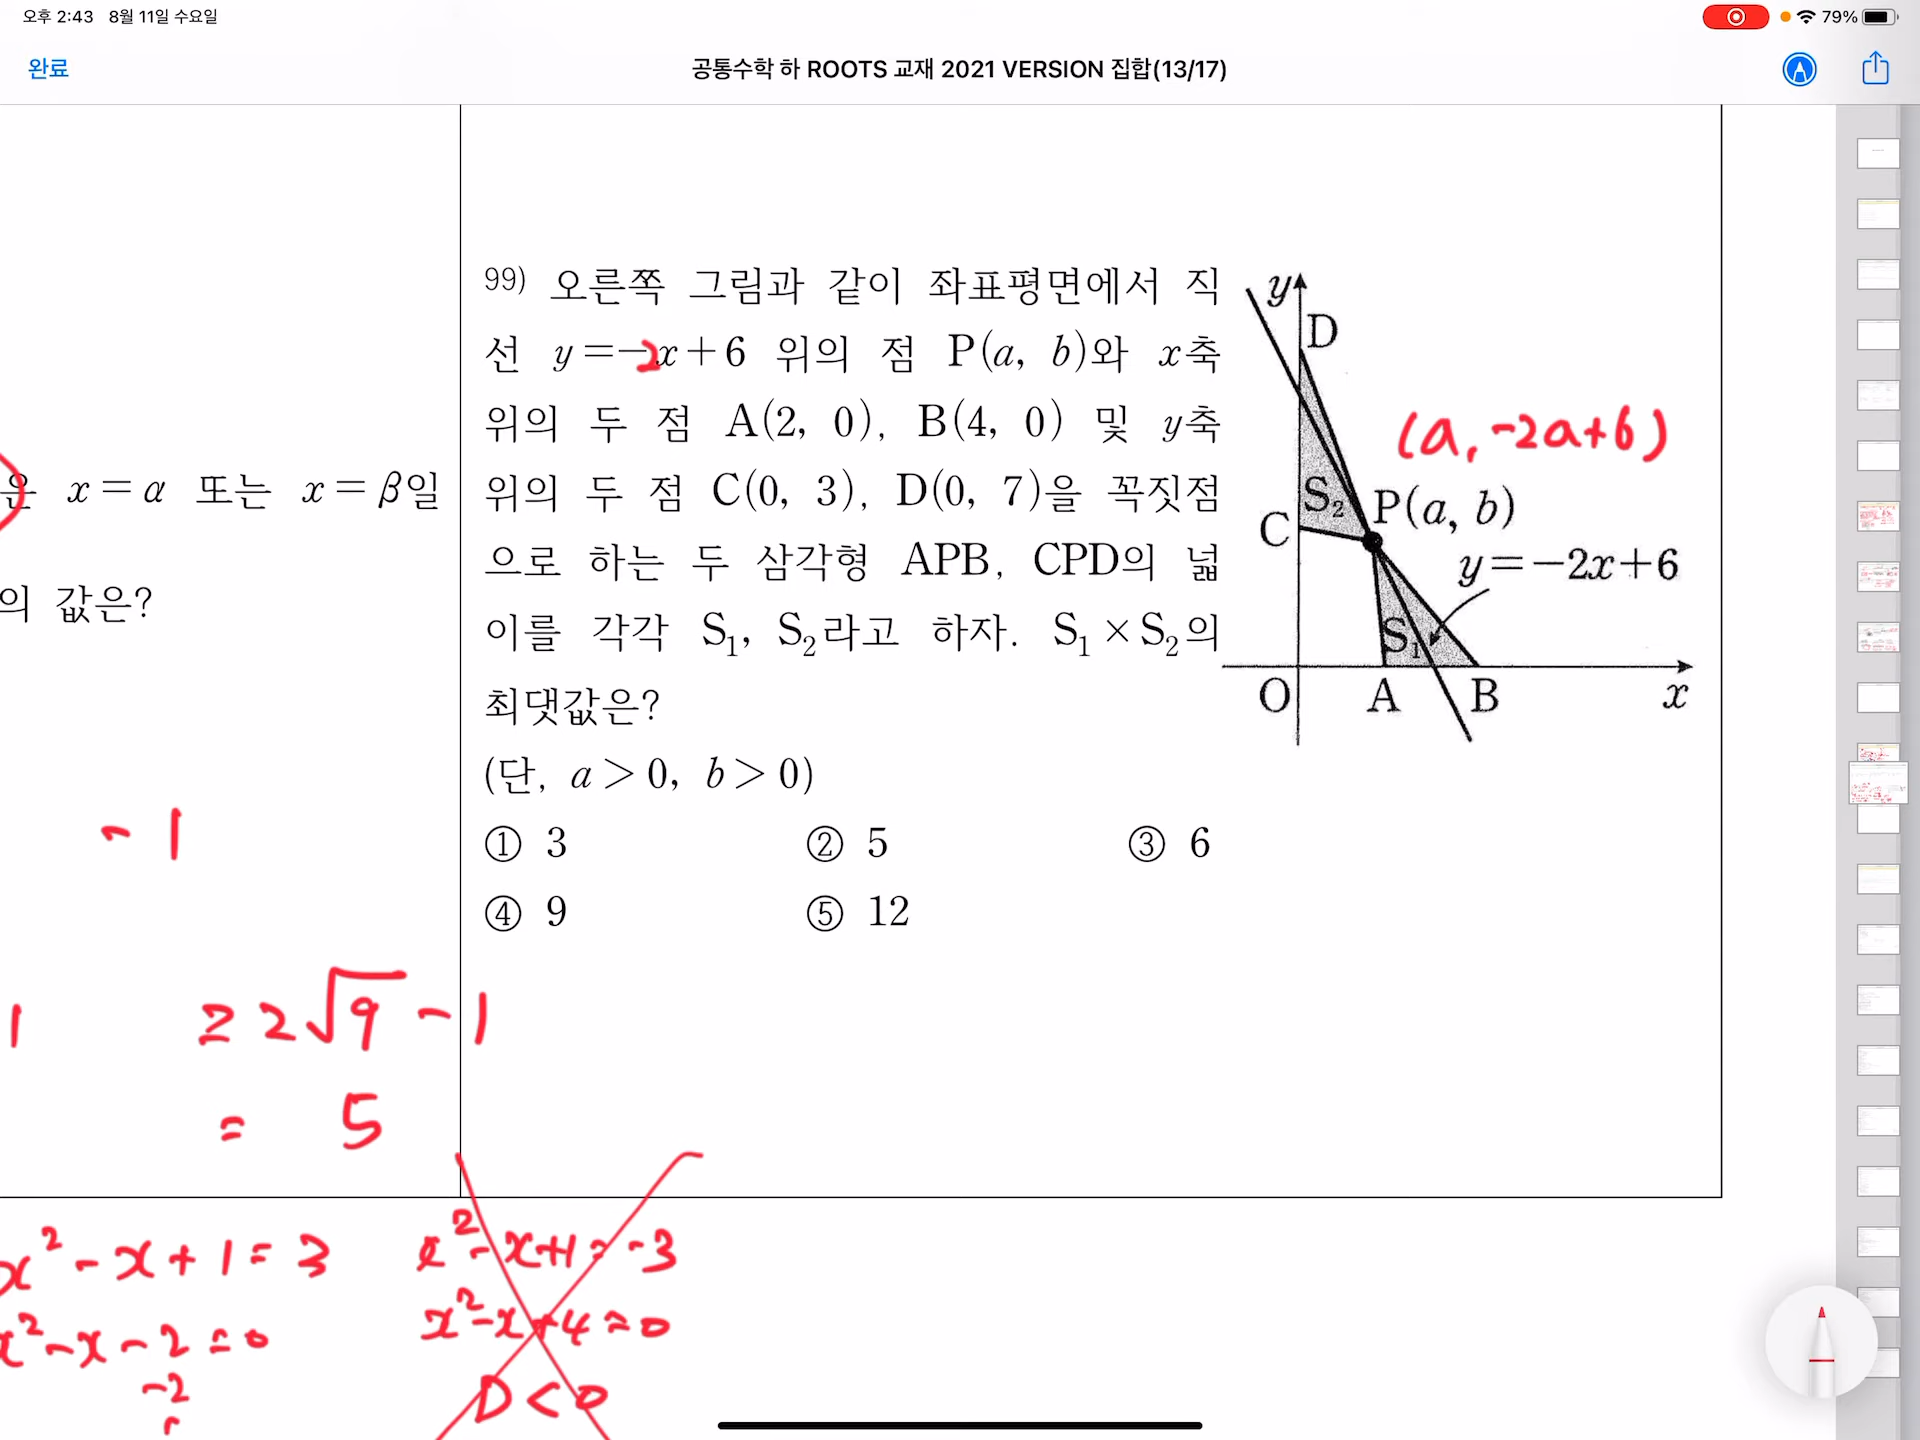 오후 2:43 8월 11일 수요일
79%
완료
공통수학 하 ROOTS 교재 2021 VERSION 집합(13/17)
x=α 또는 x=β일
의 값은?
-1
1 ≥ 2√9 - 1
= 5
x²-x+1=3
x²-x-2=0
-2
x²-x+1=-3
x²-x+4=0
D<0
99) 오른쪽 그림과 같이 좌표평면에서 직
선 y=-2x+6 위의 점 P(a, b)와 x축
위의 두 점 A(2, 0), B(4, 0) 및 y축
위의 두 점 C(0, 3), D(0, 7)을 꼭짓점
으로 하는 두 삼각형 APB, CPD의 넓
이를 각각 S₁, S₂라고 하자. S₁×S₂의
최댓값은?
(단, a>0, b>0)
① 3 ② 5 ③ 6
④ 9 ⑤ 12
y
D
(a, -2a+6)
S₂
P(a, b)
C
y=-2x+6
S₁
O A B x